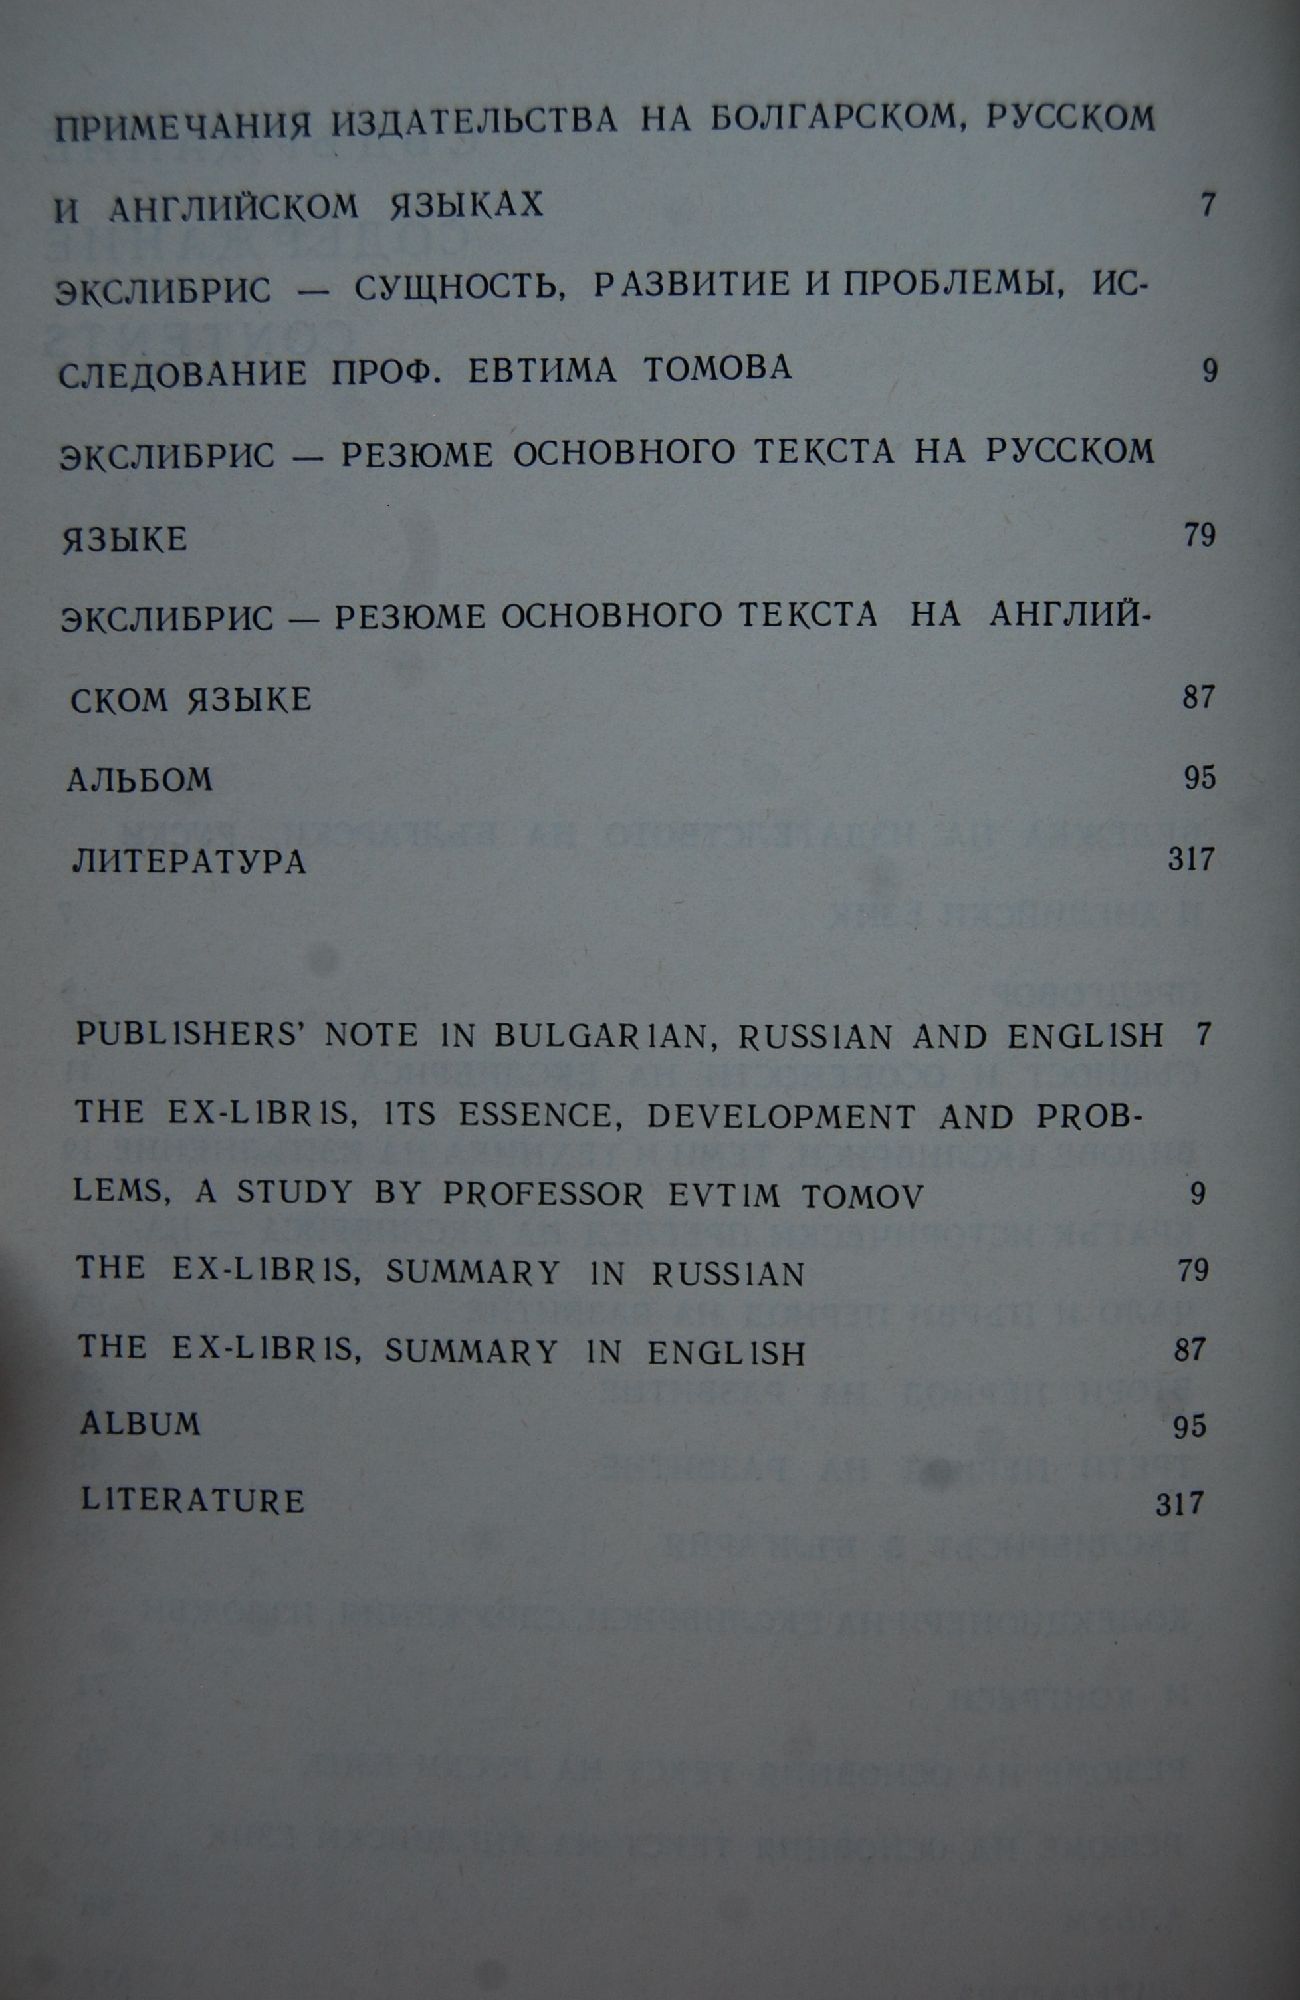 ПРИМЕЧАНИЯ ИЗДАТЕЛЬСТВА НА БОЛГАРСКОМ, РУССКОМ
И АНГЛИЙСКОМ ЯЗЫКАХ 7
ЭКСЛИБРИС — СУЩНОСТЬ, РАЗВИТИЕ И ПРОБЛЕМЫ, ИС-
СЛЕДОВАНИЕ ПРОФ. ЕВТИМА ТОМОВА 9
ЭКСЛИБРИС — РЕЗЮМЕ ОСНОВНОГО ТЕКСТА НА РУССКОМ
ЯЗЫКЕ 79
ЭКСЛИБРИС — РЕЗЮМЕ ОСНОВНОГО ТЕКСТА НА АНГЛИЙ-
СКОМ ЯЗЫКЕ 87
АЛЬБОМ 95
ЛИТЕРАТУРА 317
PUBLISHERS’ NOTE IN BULGARIAN, RUSSIAN AND ENGLISH 7
THE EX-LIBRIS, ITS ESSENCE, DEVELOPMENT AND PROB-
LEMS, A STUDY BY PROFESSOR EVTIM TOMOV 9
THE EX-LIBRIS, SUMMARY IN RUSSIAN 79
THE EX-LIBRIS, SUMMARY IN ENGLISH 87
ALBUM 95
LITERATURE 317